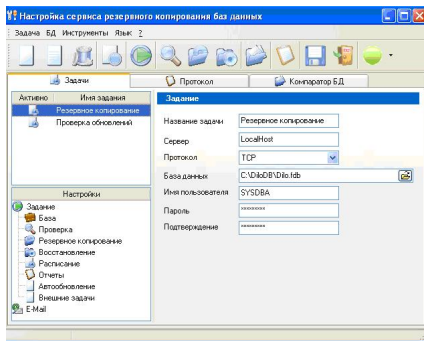 Настройка сервиса резервного копирования баз данных
Задача БД Инструменты Язык ?
Задачи Протокол Компаратор БД
Активно Имя задания
Резервное копирование
Проверка обновлений
Настройки
Задание
База
Проверка
Резервное копирование
Восстановление
Расписание
Отчеты
Автообновление
Внешние задачи
E-Mail
Задание
Название задачи Резервное копирование
Сервер LocalHost
Протокол TCP
База данных C:\DiloDB\Dilo.fdb
Имя пользователя SYSDBA
Пароль ********
Подтверждение ********